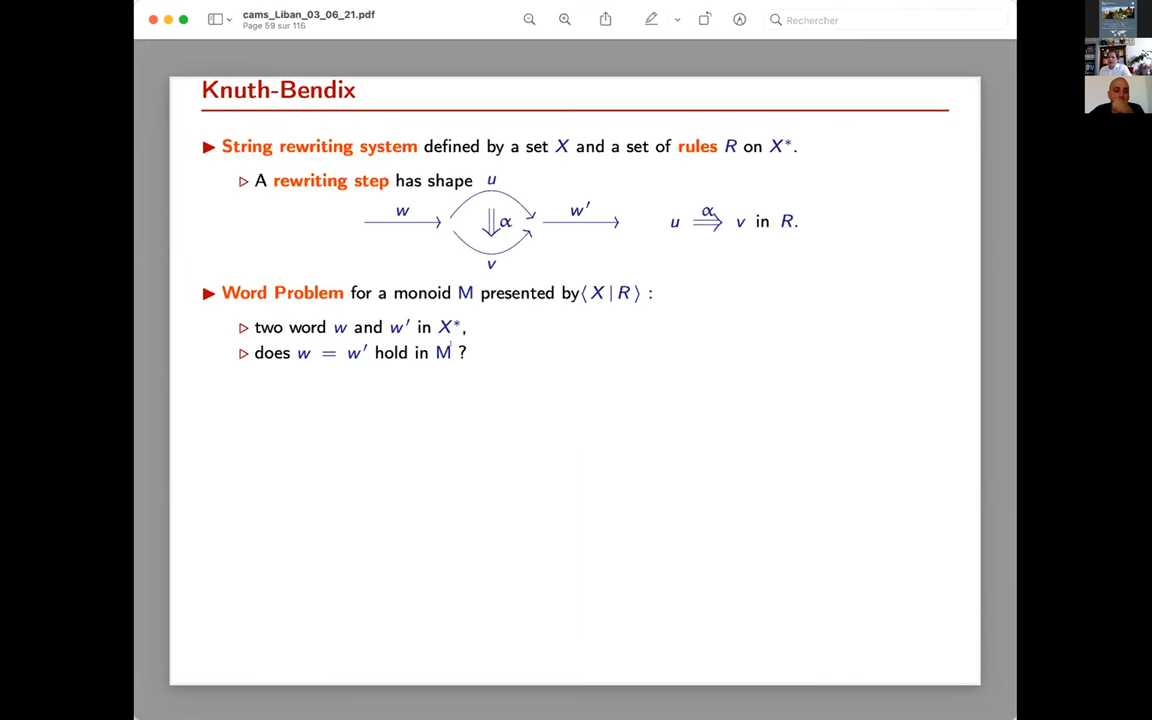 cams_Liban_03_06_21.pdf
Page 59 sur 116
Rechercher
Knuth-Bendix
▶ String rewriting system defined by a set X and a set of rules R on X*.
▷ A rewriting step has shape
u
w
⇓ α
w′
v
u ⇒ v in R.
α
▶ Word Problem for a monoid M presented by⟨ X | R ⟩ :
▷ two word w and w′ in X*,
▷ does w = w′ hold in M ?